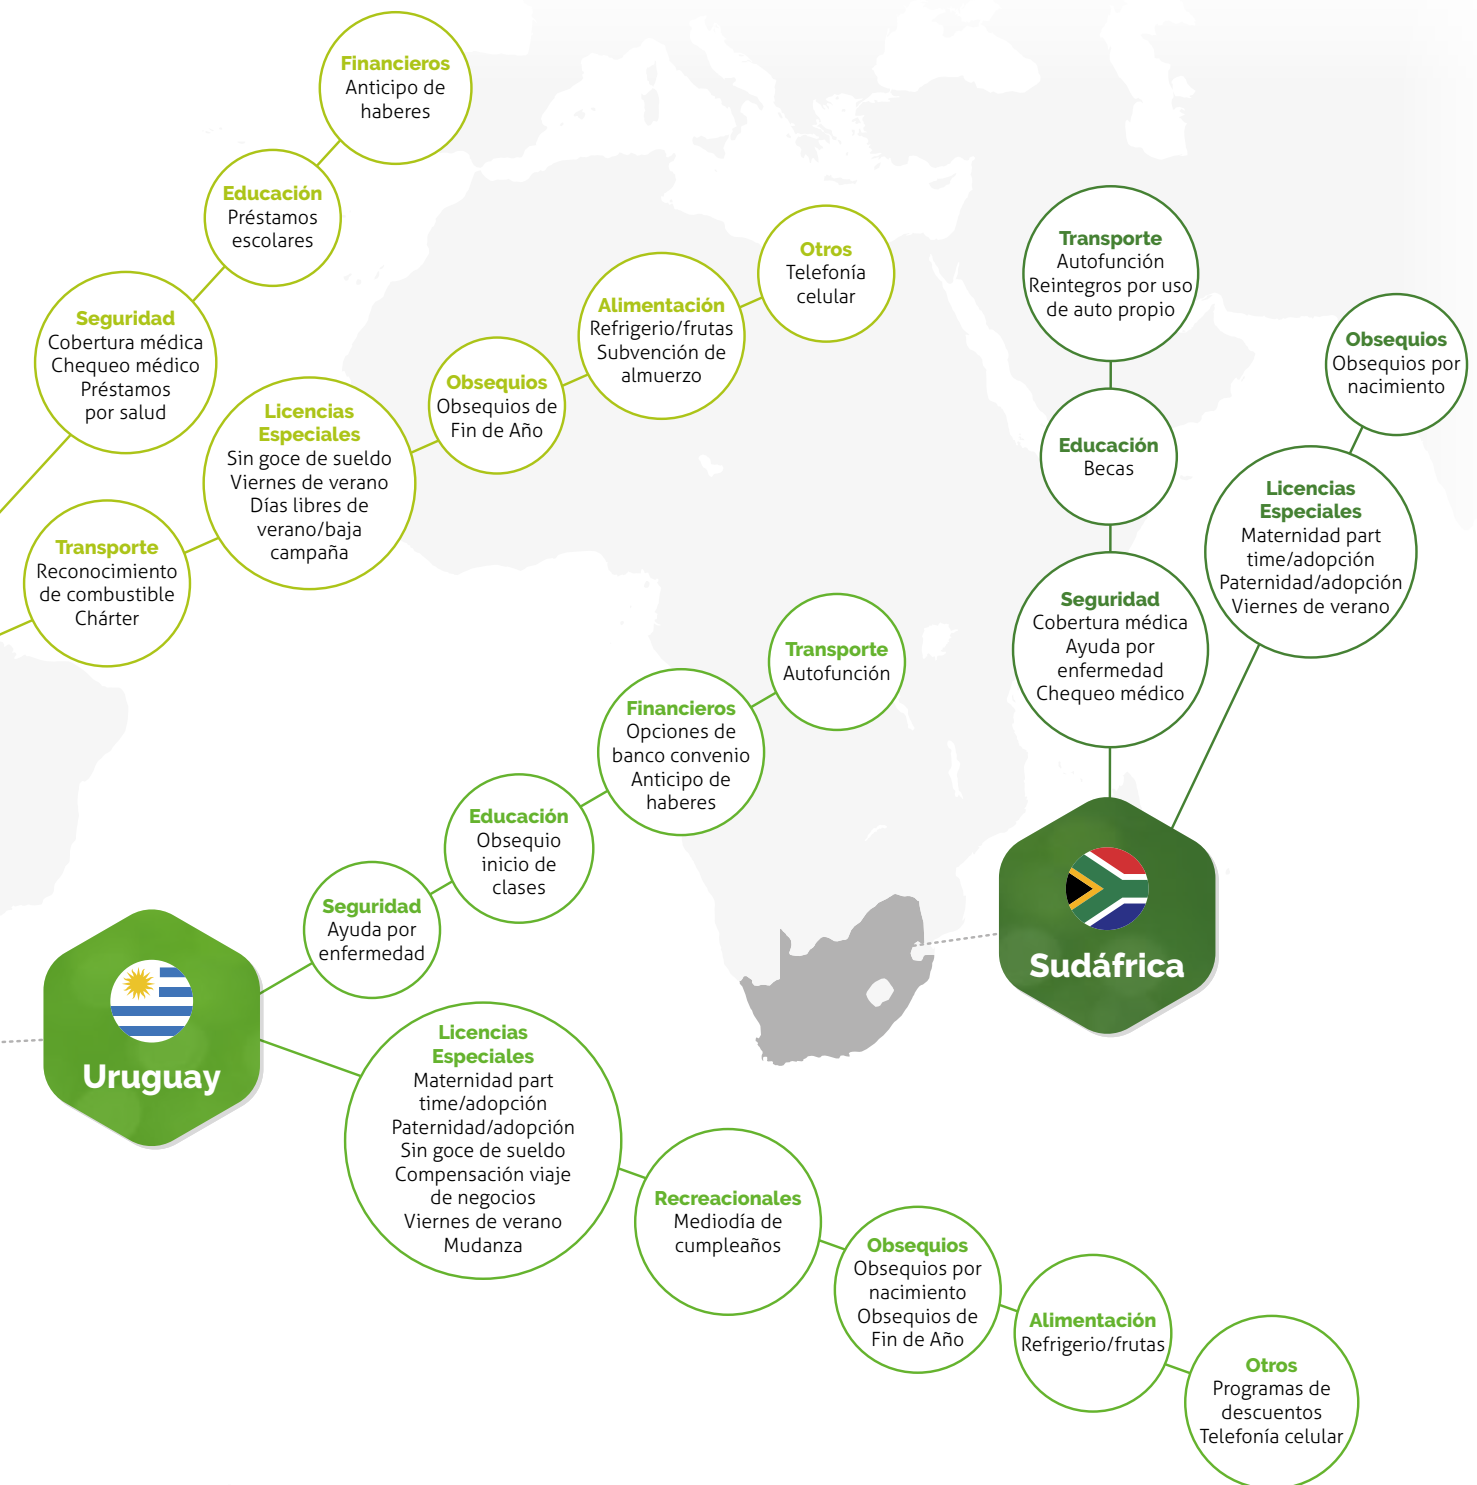 Financieros
Anticipo de
haberes
Educación
Préstamos
escolares
Seguridad
Cobertura médica
Chequeo médico
Préstamos
por salud
Transporte
Reconocimiento
de combustible
Chárter
Licencias
Especiales
Sin goce de sueldo
Viernes de verano
Días libres de
verano/baja
campaña
Obsequios
Obsequios de
Fin de Año
Alimentación
Refrigerio/frutas
Subvención de
almuerzo
Otros
Telefonía
celular
Transporte
Autofunción
Reintegros por uso
de auto propio
Educación
Becas
Seguridad
Cobertura médica
Ayuda por
enfermedad
Chequeo médico
Obsequios
Obsequios por
nacimiento
Licencias
Especiales
Maternidad part
time/adopción
Paternidad/adopción
Viernes de verano
Sudáfrica
Transporte
Autofunción
Financieros
Opciones de
banco convenio
Anticipo de
haberes
Educación
Obsequio
inicio de
clases
Seguridad
Ayuda por
enfermedad
Uruguay
Licencias
Especiales
Maternidad part
time/adopción
Paternidad/adopción
Sin goce de sueldo
Compensación viaje
de negocios
Viernes de verano
Mudanza
Recreacionales
Mediodía de
cumpleaños
Obsequios
Obsequios por
nacimiento
Obsequios de
Fin de Año
Alimentación
Refrigerio/frutas
Otros
Programas de
descuentos
Telefonía celular